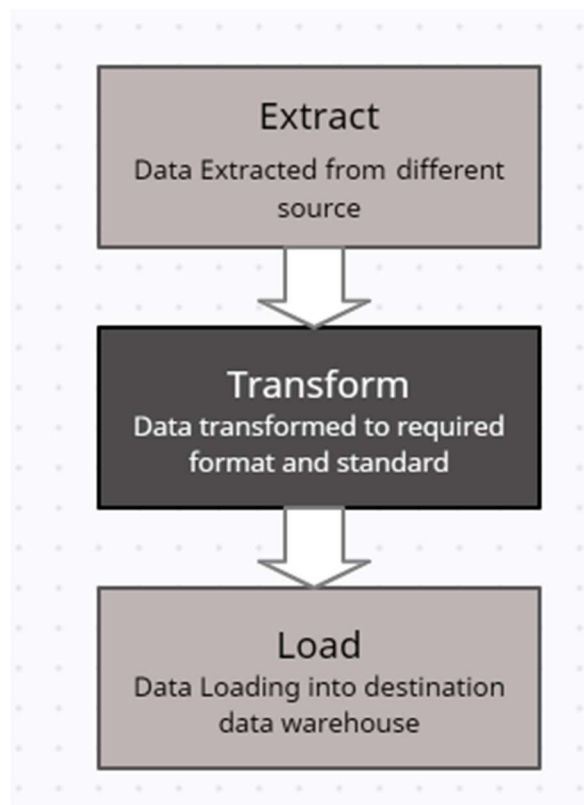 Extract
Data Extracted from different
source
Transform
Data transformed to required
format and standard
Load
Data Loading into destination
data warehouse